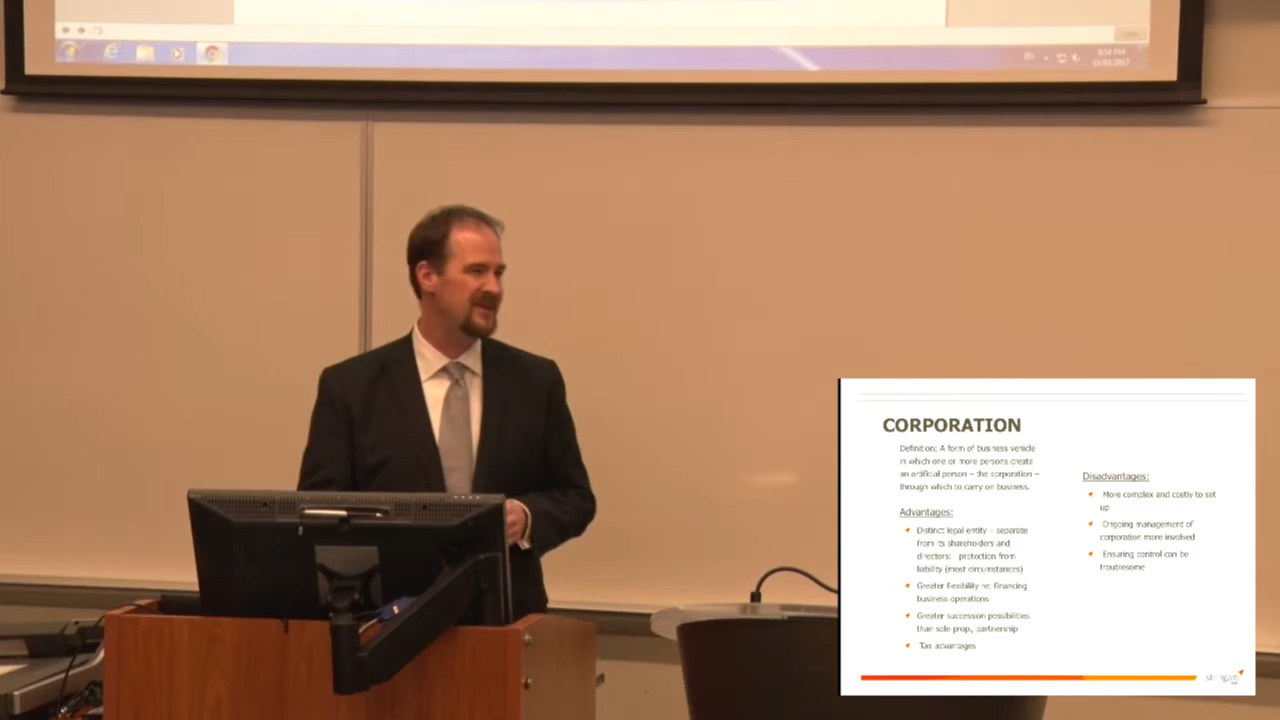 EN
CORPORATION
Definition: A form of business vehicle
in which one or more persons create
an artificial person – the corporation –
through which to carry on business.
Advantages:
Distinct legal entity – separate
from its shareholders and
directors: protection from
liability (most circumstances)
Greater flexibility re: financing
business operations
Greater succession possibilities
than sole prop., partnership
Tax advantages
Disadvantages:
More complex and costly to set
up
Ongoing management of
corporation more involved
Ensuring control can be
troublesome